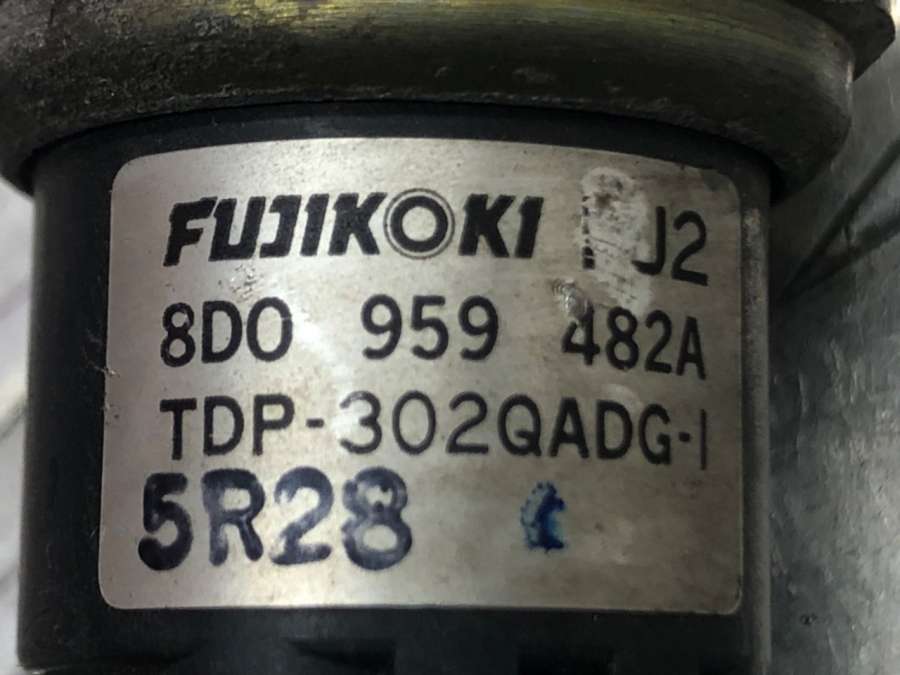 FUJIKOKI J2
8D0 959 482A
TDP-302QADG-1
5R28